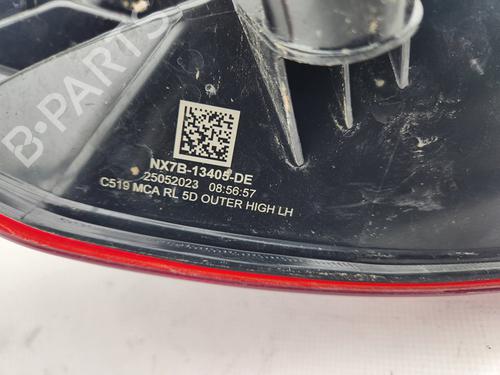 B-PARTS
NX7B-13405-DE
25052023 08:56:57
C519 MCA RL 5D OUTER HIGH LH